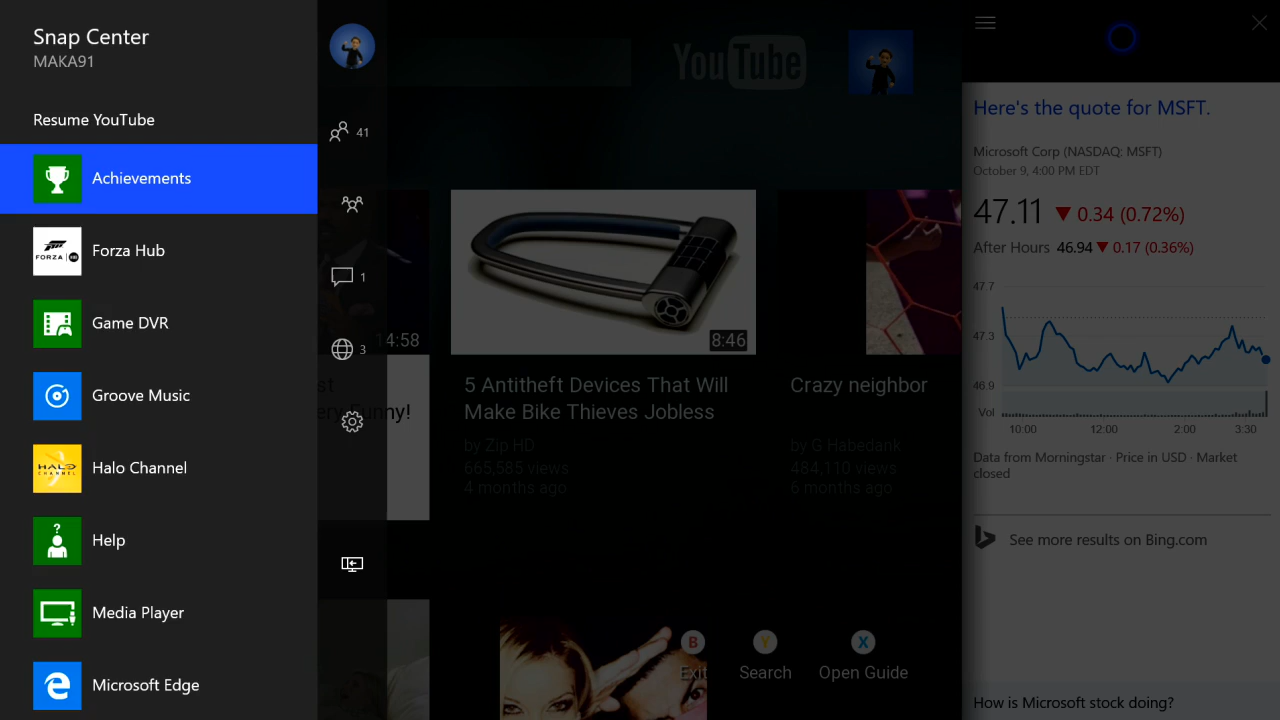 Snap Center
MAKA91
Resume YouTube
Achievements
FORZA HUB
Forza Hub
Game DVR
Groove Music
HALO
CHANNEL
Halo Channel
?
Help
Media Player
Microsoft Edge
41
1
3
YouTube
14:58
8:46
5 Antitheft Devices That Will
Make Bike Thieves Jobless
by Zip HD
665,585 views
4 months ago
Crazy neighbor
by G Habedank
484,110 views
6 months ago
B
Exit
Y
Search
X
Open Guide
Here's the quote for MSFT.
Microsoft Corp (NASDAQ: MSFT)
October 9, 4:00 PM EDT
47.11 ▼ 0.34 (0.72%)
After Hours 46.94 ▼ 0.17 (0.36%)
47.7
47.3
46.9
Vol
10:00 12:00 2:00 3:30
Data from Morningstar · Price in USD · Market
closed
See more results on Bing.com
How is Microsoft stock doing?